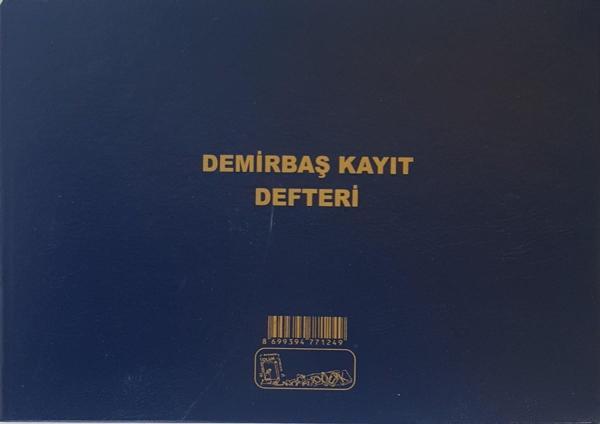 DEMİRBAŞ KAYIT
DEFTERİ
8 699394 771249